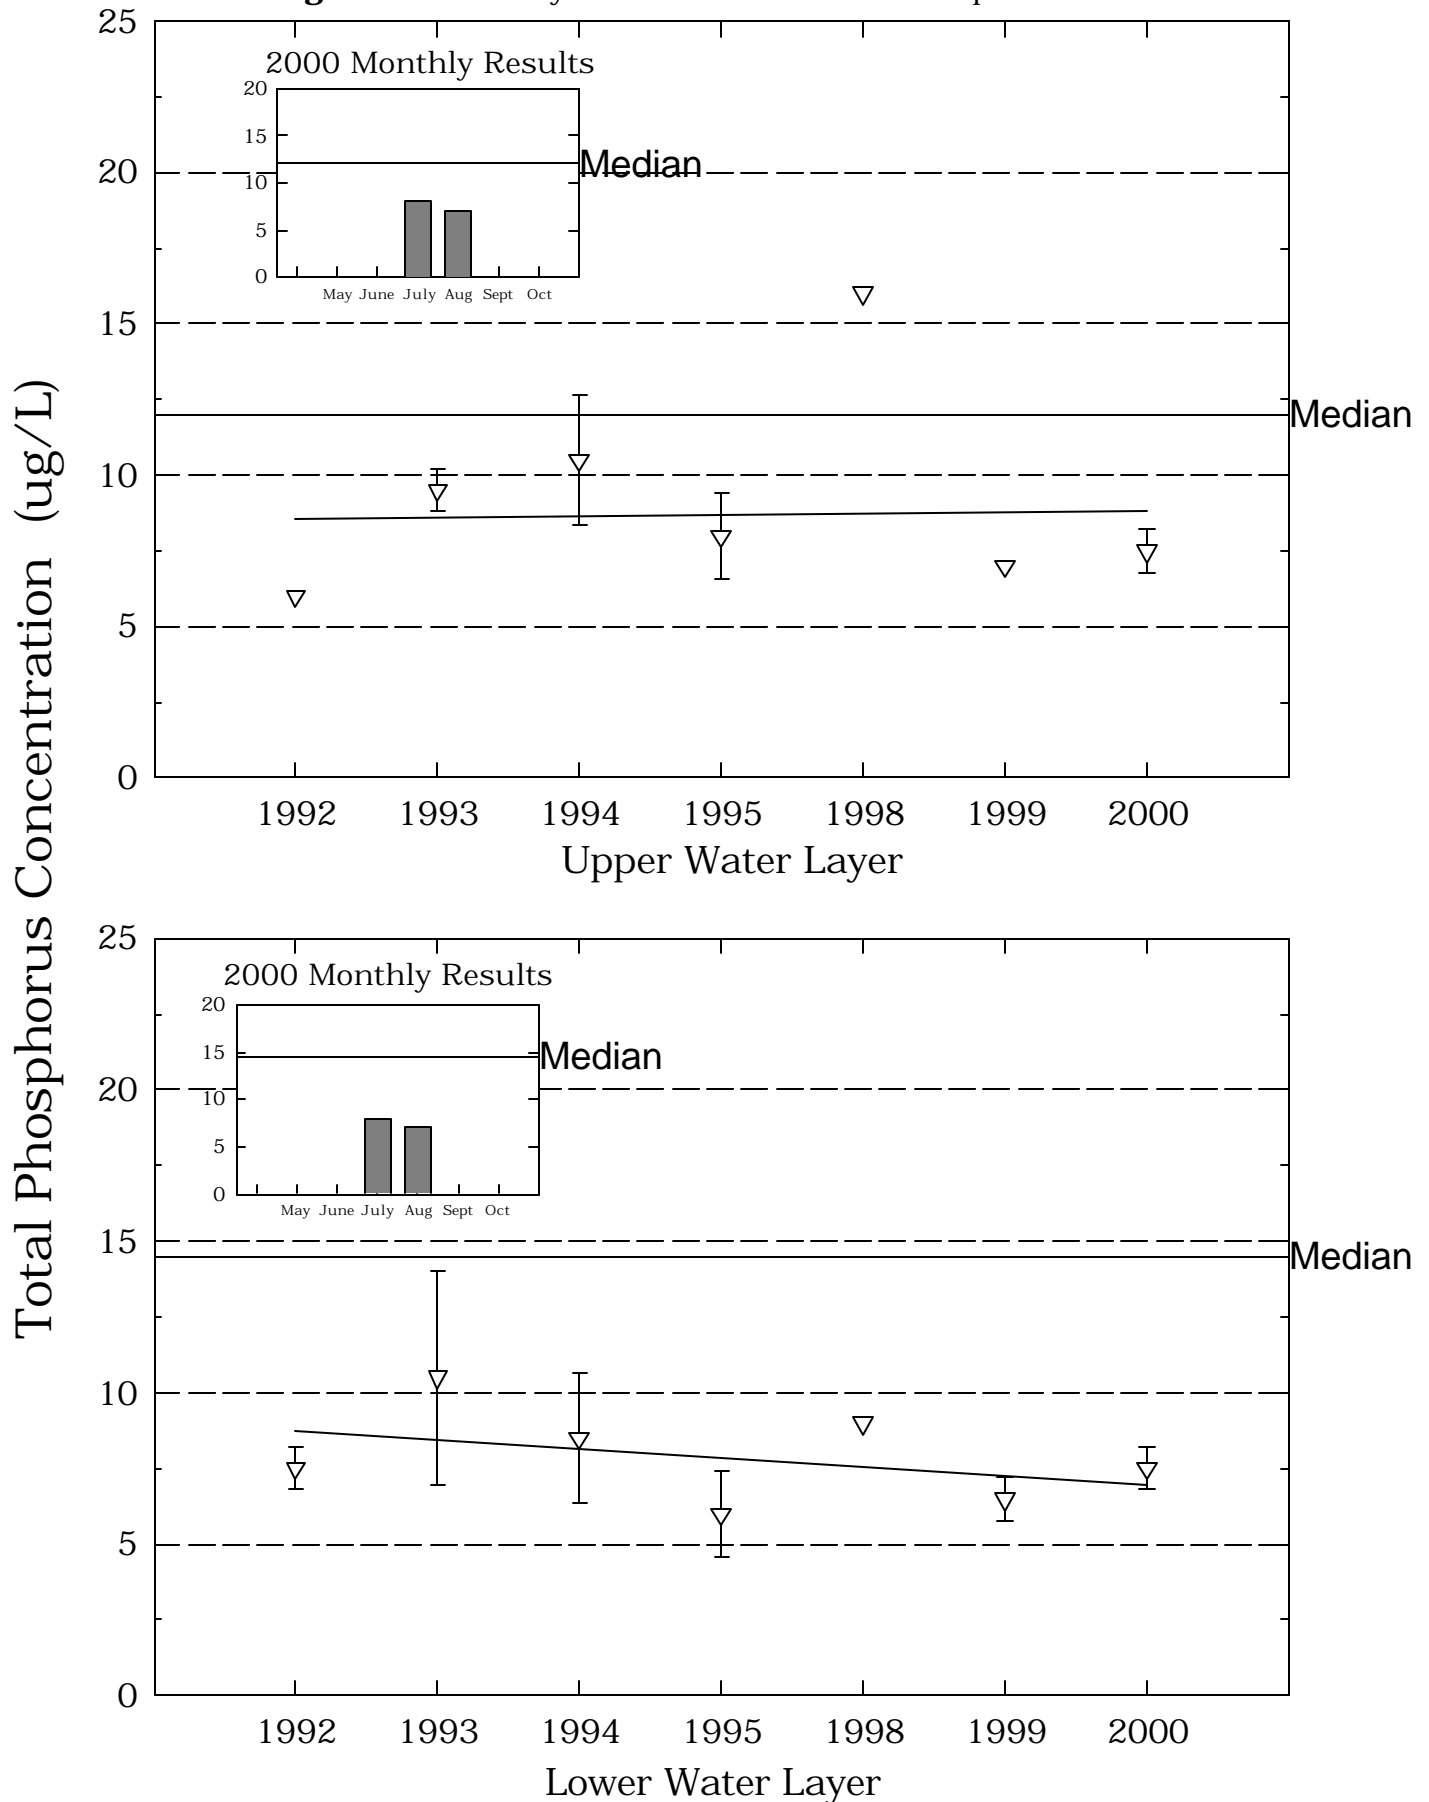 25
2000 Monthly Results
20
15
10
5
0
Median
May June July Aug Sept Oct
20
15
10
5
0
Median
1992 1993 1994 1995 1998 1999 2000
Upper Water Layer
Total Phosphorus Concentration (ug/L)
25
2000 Monthly Results
20
15
10
5
0
Median
May June July Aug Sept Oct
20
15
10
5
0
Median
1992 1993 1994 1995 1998 1999 2000
Lower Water Layer